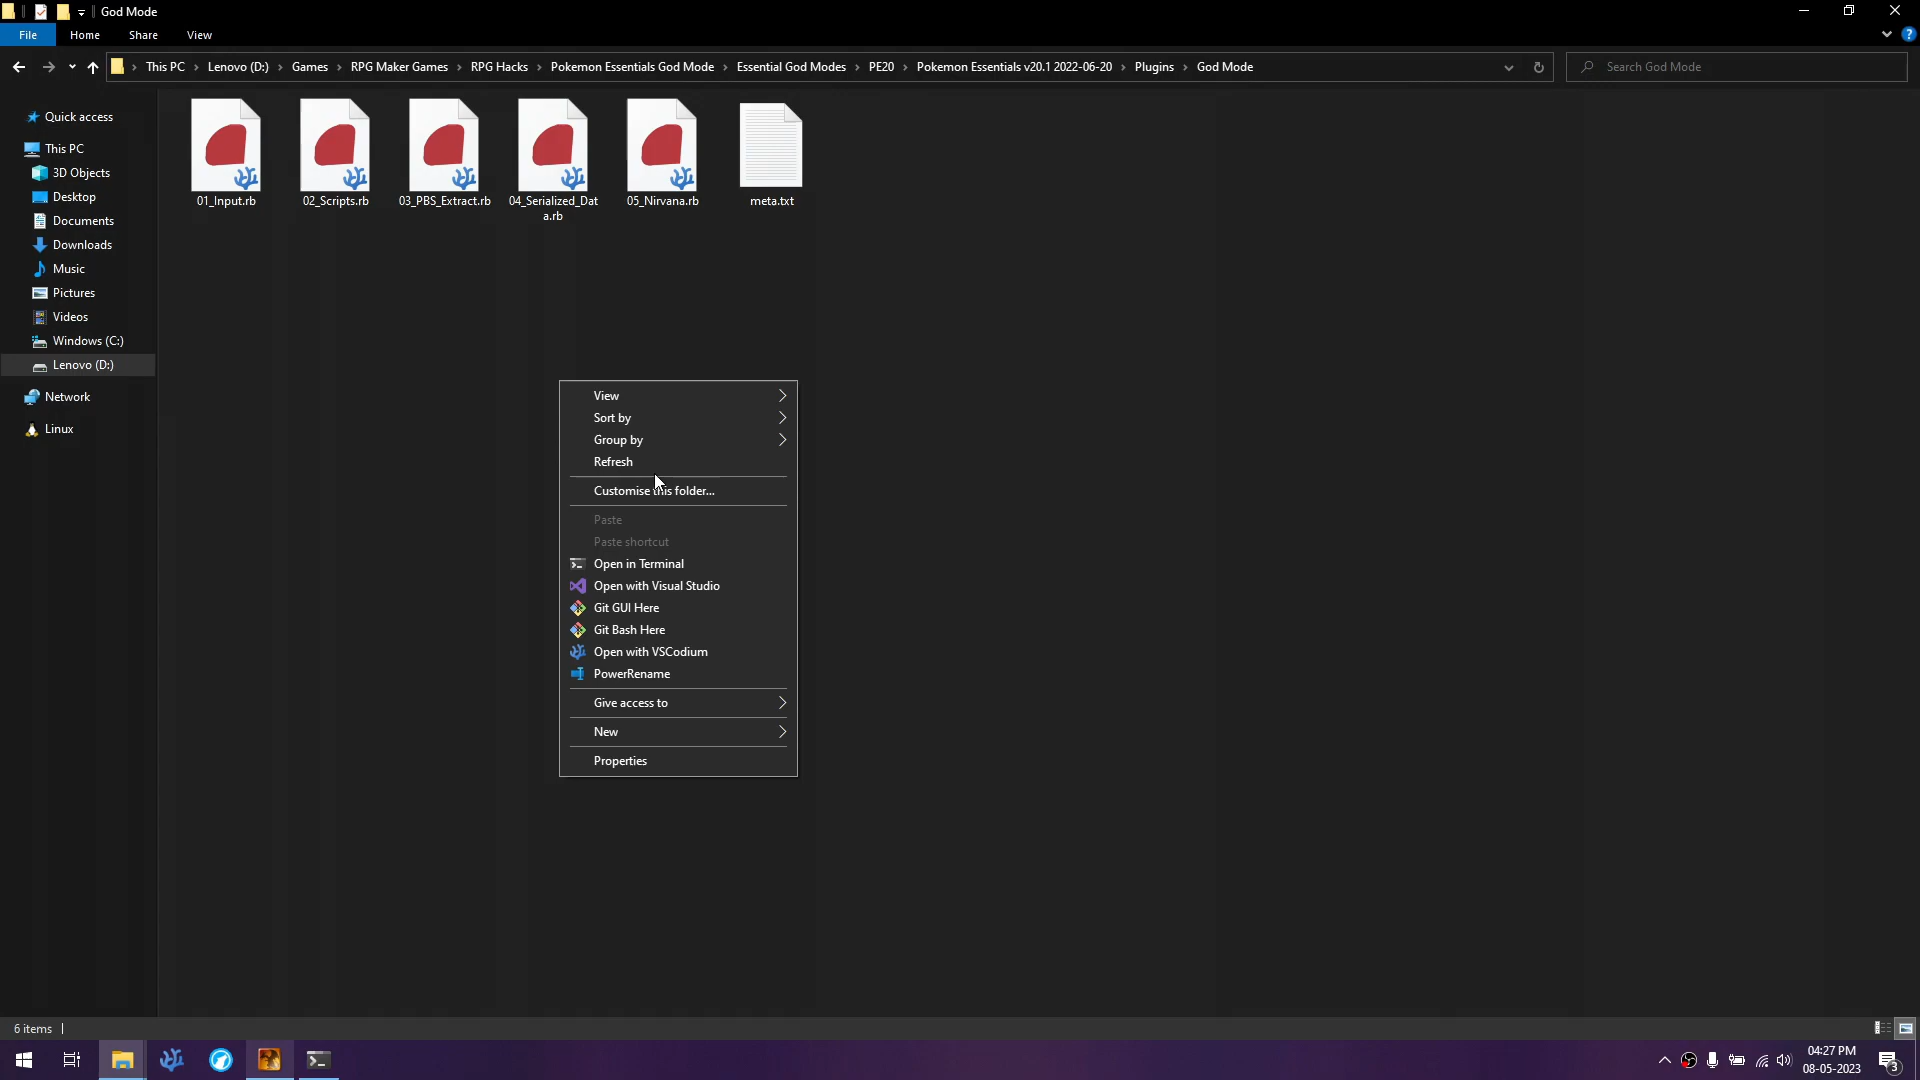 God Mode
File
Home
Share
View
This PC
Lenovo (D:)
Games
RPG Maker Games
RPG Hacks
Pokemon Essentials God Mode
Essential God Modes
PE20
Pokemon Essentials v20.1 2022-06-20
Plugins
God Mode
Search God Mode
Quick access
This PC
3D Objects
Desktop
Documents
Downloads
Music
Pictures
Videos
Windows (C:)
Lenovo (D:)
Network
Linux
01_Input.rb
02_Scripts.rb
03_PBS_Extract.rb
04_Serialized_Dat
a.rb
05_Nirvana.rb
meta.txt
View
Sort by
Group by
Refresh
Customise this folder...
Paste
Paste shortcut
Open in Terminal
Open with Visual Studio
Git GUI Here
Git Bash Here
Open with VSCodium
PowerRename
Give access to
New
Properties
6 items
04:27 PM
08-05-2023
3